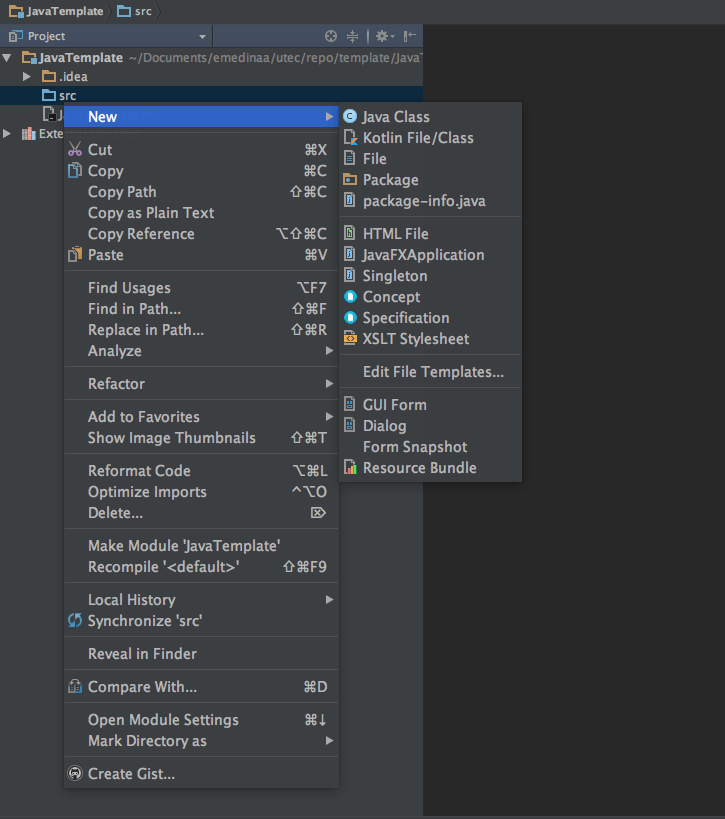 JavaTemplate src
Project
JavaTemplate ~/Documents/emedinaa/utec/repo/template/Java
.idea
src
Exte
New
Cut ⌘X
Copy ⌘C
Copy Path ⇧⌘C
Copy as Plain Text
Copy Reference ⌥⇧⌘C
Paste ⌘V
Find Usages ⌥F7
Find in Path... ⇧⌘F
Replace in Path... ⇧⌘R
Analyze
Refactor
Add to Favorites
Show Image Thumbnails ⇧⌘T
Reformat Code ⌥⌘L
Optimize Imports ^⌥O
Delete... ⌦
Make Module 'JavaTemplate'
Recompile '<default>' ⇧⌘F9
Local History
Synchronize 'src'
Reveal in Finder
Compare With... ⌘D
Open Module Settings ⌘↓
Mark Directory as
Create Gist...
Java Class
Kotlin File/Class
File
Package
package-info.java
HTML File
JavaFXApplication
Singleton
Concept
Specification
XSLT Stylesheet
Edit File Templates...
GUI Form
Dialog
Form Snapshot
Resource Bundle